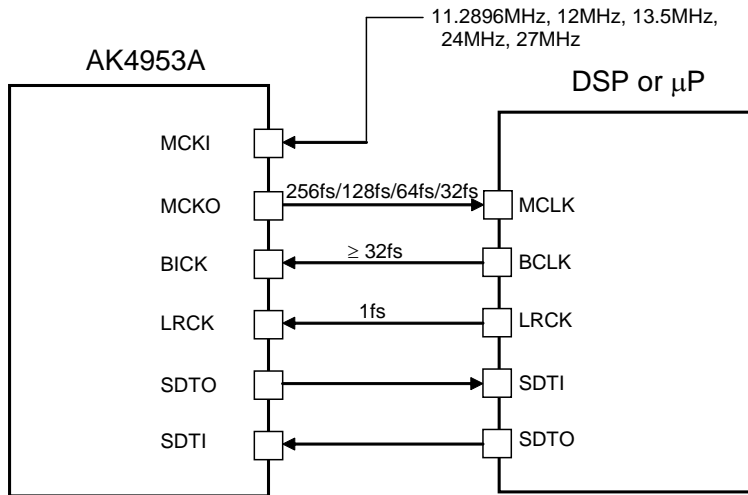 11.2896MHz, 12MHz, 13.5MHz,
24MHz, 27MHz
AK4953A
DSP or μP
MCKI
MCKO
256fs/128fs/64fs/32fs
MCLK
BICK
≥ 32fs
BCLK
LRCK
1fs
LRCK
SDTO
SDTI
SDTI
SDTO